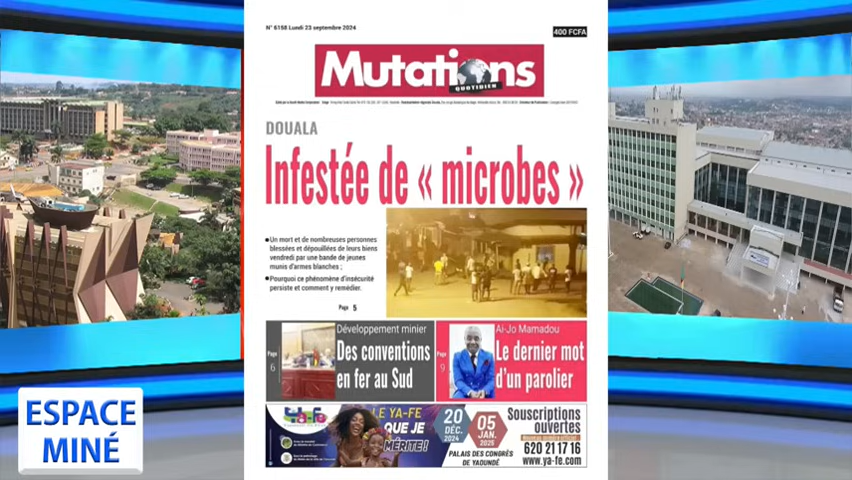 N° 6158 Lundi 23 septembre 2024
400 FCFA
Mutations
QUOTIDIEN
DOUALA
Infestée de « microbes »
Un mort et de nombreuses personnes
blessées et dépouillées de leurs biens
vendredi par une bande de jeunes
munis d'armes blanches ;
Pourquoi ce phénomène d'insécurité
persiste et comment y remédier.
Page 5
Page 6
Développement minier
Des conventions
en fer au Sud
Page 9
Ai-Jo Mamadou
Le dernier mot
d'un parolier
ya-fe
LE YA-FE
QUE JE
MÉRITE!
20
DÉC.
2024
05
JAN.
2025
PALAIS DES CONGRÈS
DE YAOUNDÉ
Souscriptions
ouvertes
620 21 17 16
www.ya-fe.com
ESPACE
MINÉ